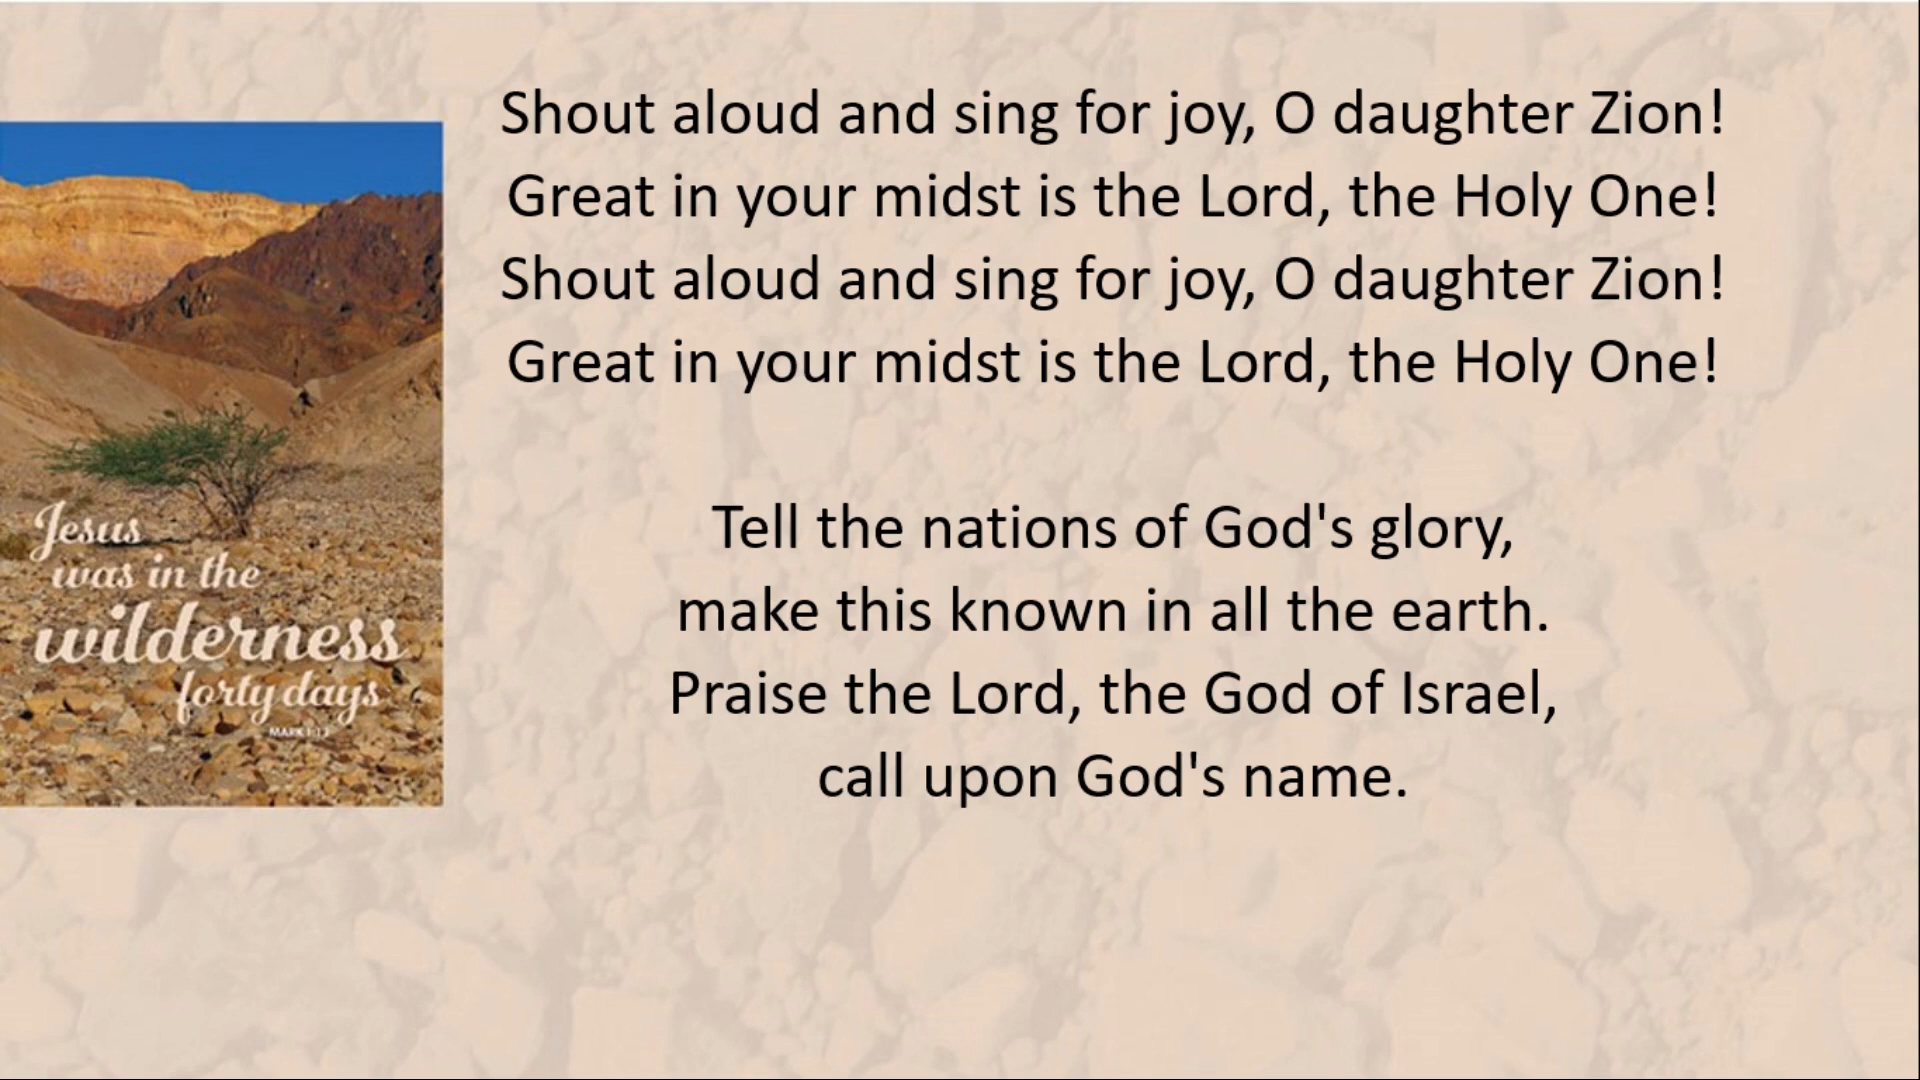 Shout aloud and sing for joy, O daughter Zion!
Great in your midst is the Lord, the Holy One!
Shout aloud and sing for joy, O daughter Zion!
Great in your midst is the Lord, the Holy One!
Tell the nations of God's glory,
make this known in all the earth.
Praise the Lord, the God of Israel,
call upon God's name.
Jesus
was in the
wilderness
forty days
MARK 1:13